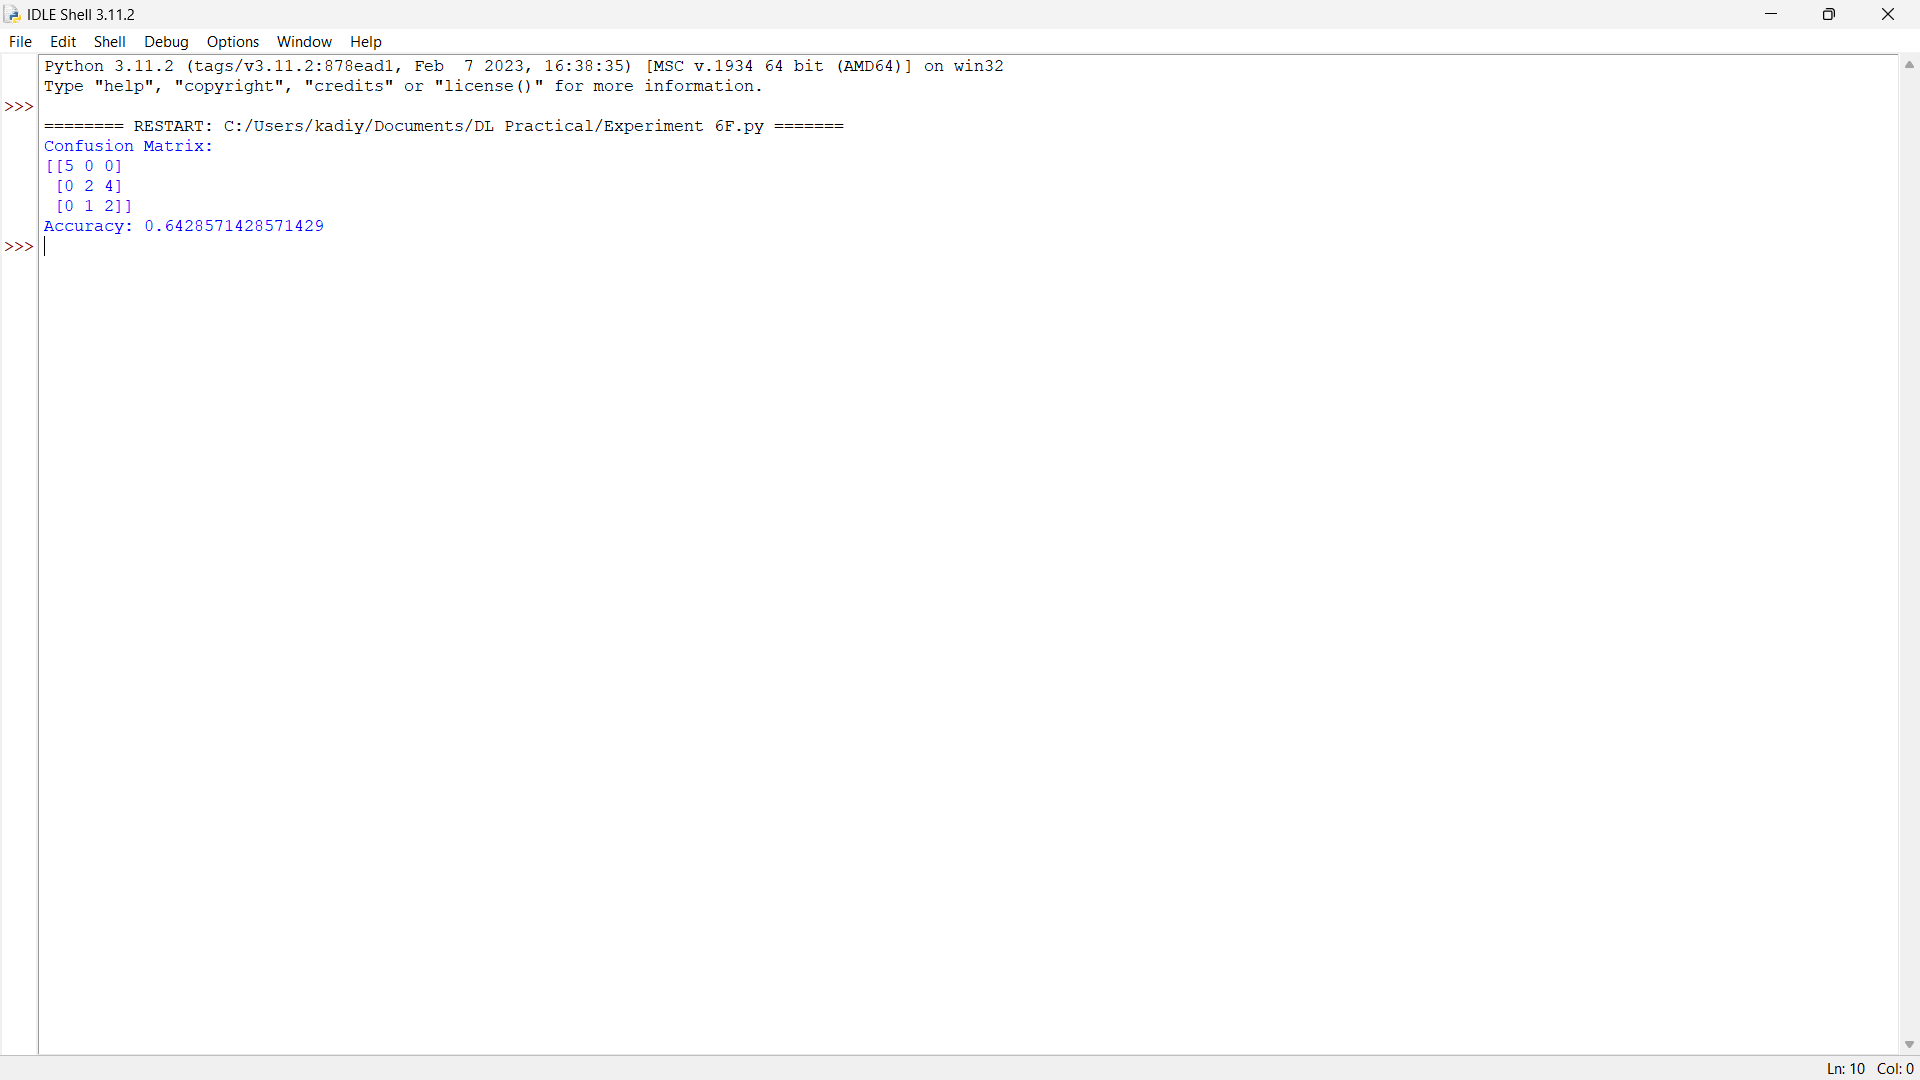 IDLE Shell 3.11.2
File Edit Shell Debug Options Window Help
Python 3.11.2 (tags/v3.11.2:878ead1, Feb  7 2023, 16:38:35) [MSC v.1934 64 bit (AMD64)] on win32
Type "help", "copyright", "credits" or "license()" for more information.
>>>
======== RESTART: C:/Users/kadiy/Documents/DL Practical/Experiment 6F.py =======
Confusion Matrix:
[[5 0 0]
 [0 2 4]
 [0 1 2]]
Accuracy: 0.6428571428571429
>>>
Ln: 10 Col: 0